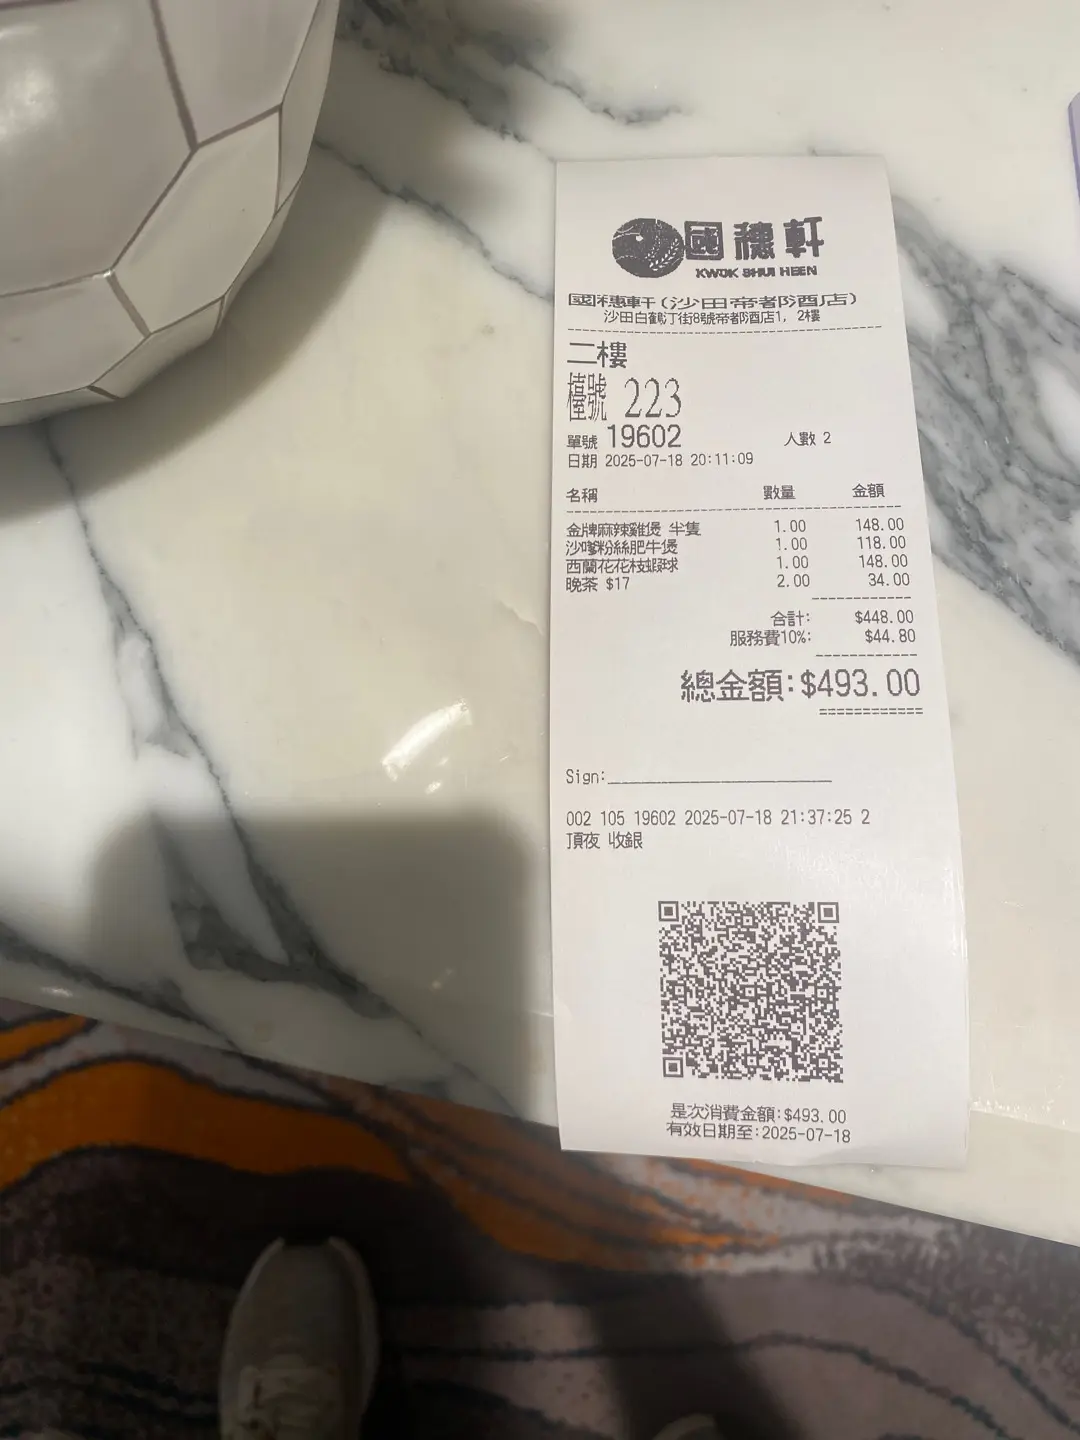 國穗軒
KWOK SHUI HEEN
國穗軒(沙田帝都酒店)
沙田白鶴汀街8號帝都酒店1, 2樓
二樓
檯號 223
單號 19602 人數 2
日期 2025-07-18 20:11:09
名稱 數量 金額
金牌麻辣雞煲 半隻 1.00 148.00
沙嗲粉絲肥牛煲 1.00 118.00
西蘭花花枝蝦球 1.00 148.00
晚茶 $17 2.00 34.00
合計: $448.00
服務費10%: $44.80
總金額:$493.00
Sign:
002 105 19602 2025-07-18 21:37:25 2
頂夜 收銀
是次消費金額:$493.00
有效日期至:2025-07-18